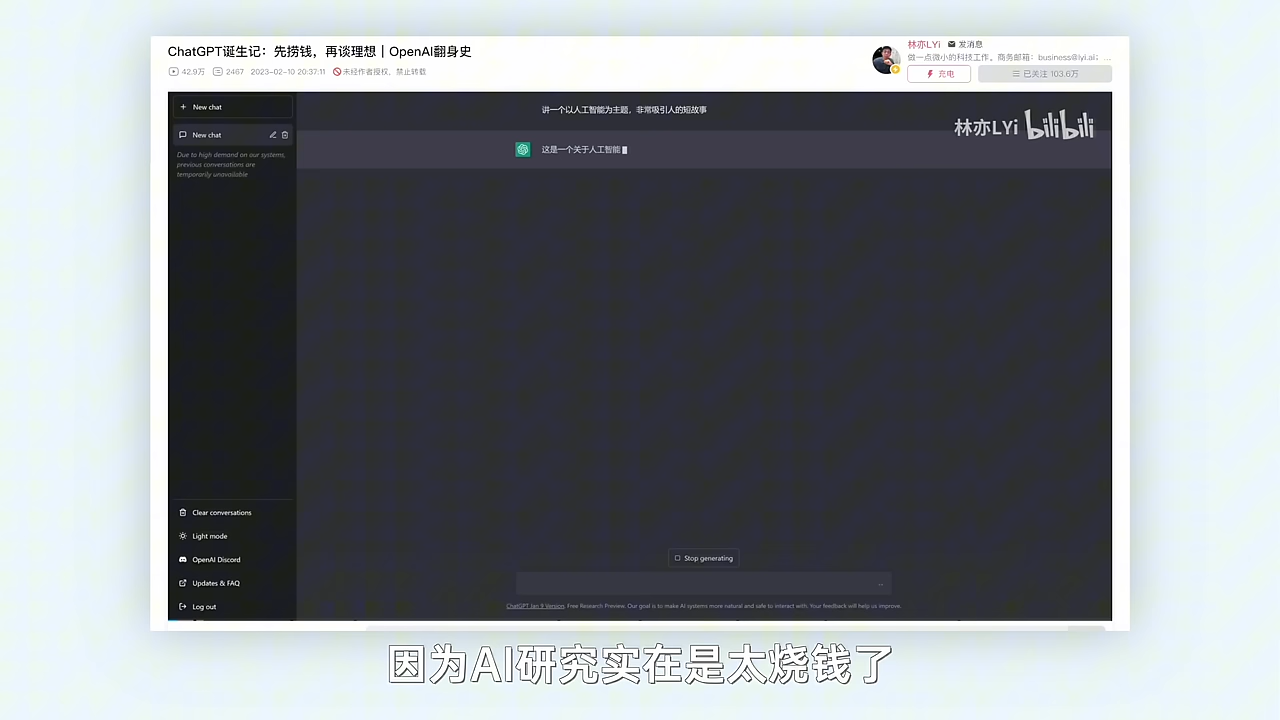 ChatGPT诞生记：先捞钱，再谈理想 | OpenAI翻身史
2467 2023-02-10 20:37:11 未经作者授权，禁止转载
林亦LYi 发消息
做一点微小的科技工作。商务邮箱：business@lyi.ai；...
充电
已关注 103.6万
New chat
New chat
Due to high demand on our systems,
previous conversations are
temporarily unavailable
讲一个以人工智能为主题，非常吸引人的短故事
林亦LYi bilibili
这是一个关于人工智能
Clear conversations
Light mode
OpenAI Discord
Updates & FAQ
Log out
Stop generating
ChatGPT Jan 9 Version. Free Research Preview. Our goal is to make AI systems more natural and safe to interact with. Your feedback will help us improve.
因为AI研究实在是太烧钱了